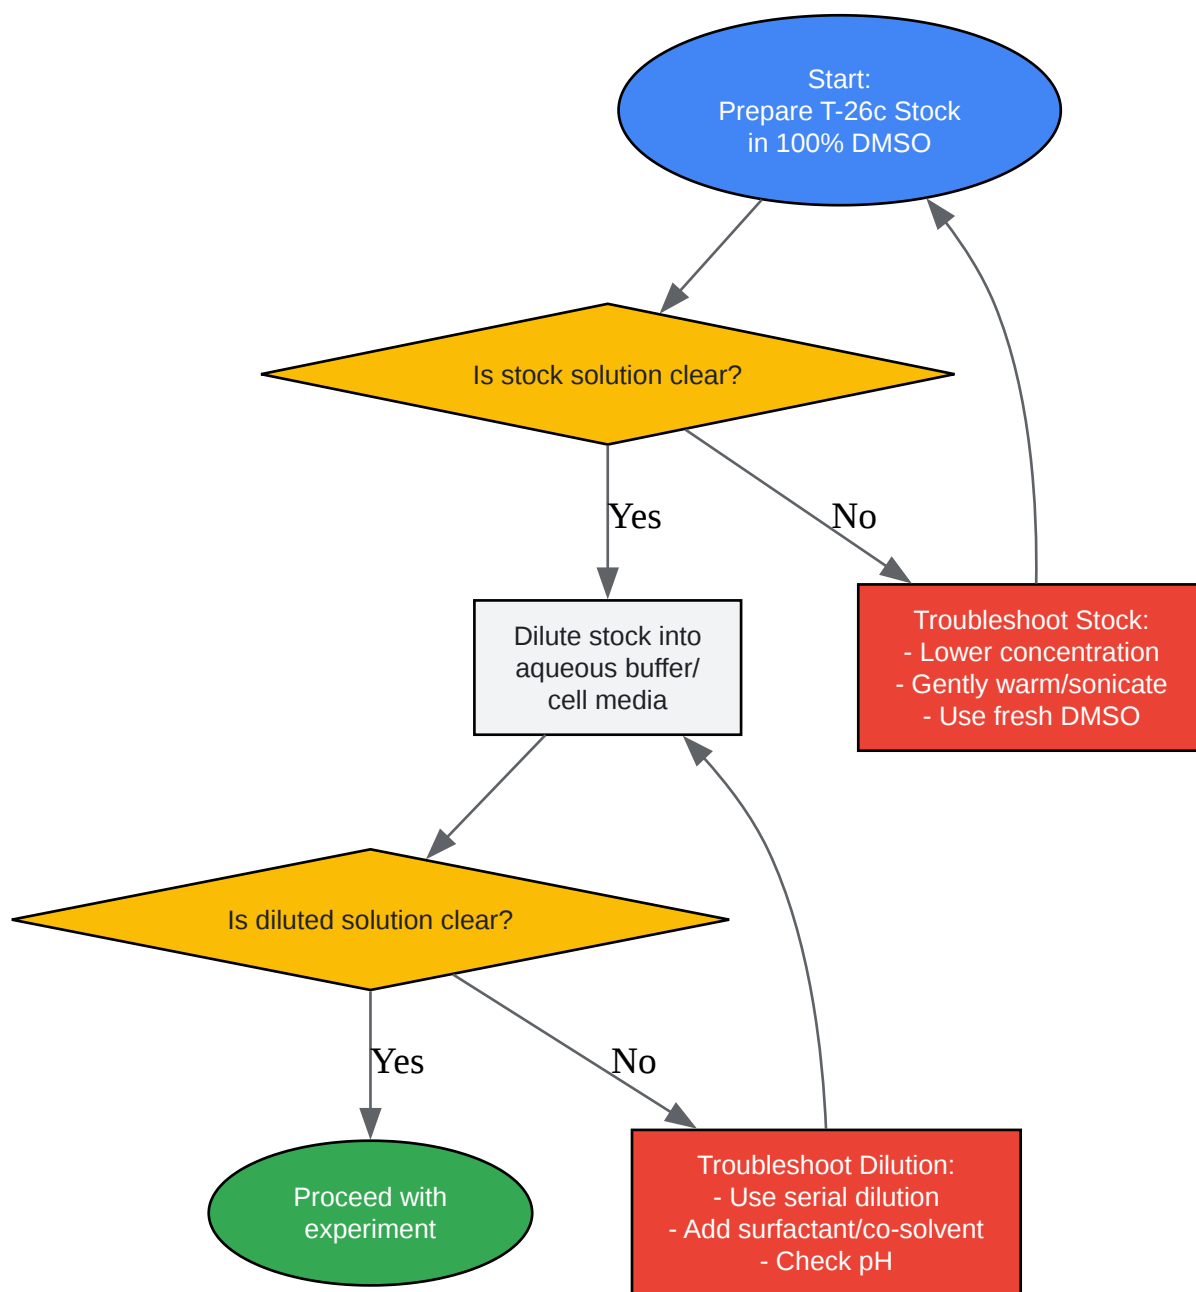 Start:
Prepare T-26c Stock
in 100% DMSO
Is stock solution clear?
Yes
No
Dilute stock into
aqueous buffer/
cell media
Troubleshoot Stock:
- Lower concentration
- Gently warm/sonicate
- Use fresh DMSO
Is diluted solution clear?
Yes
No
Proceed with
experiment
Troubleshoot Dilution:
- Use serial dilution
- Add surfactant/co-solvent
- Check pH